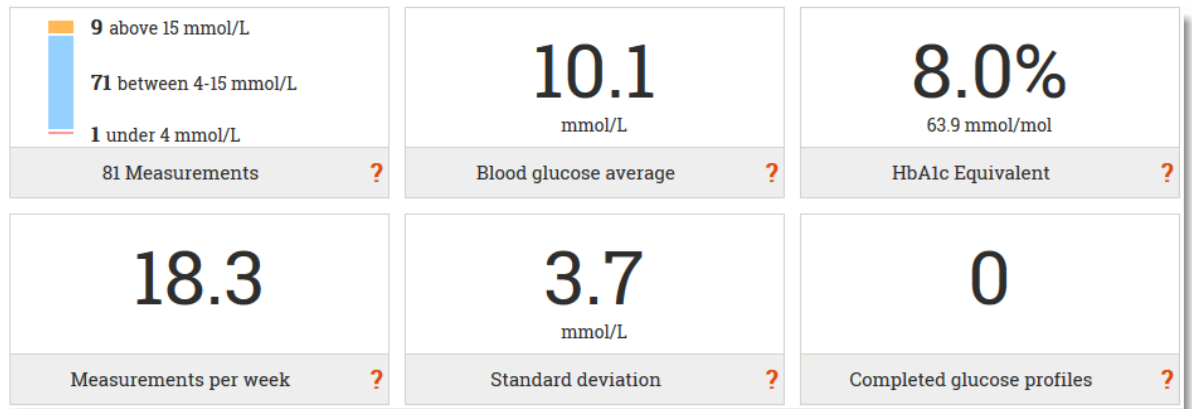 9 above 15 mmol/L
71 between 4-15 mmol/L
1 under 4 mmol/L
81 Measurements ?
10.1
mmol/L
Blood glucose average ?
8.0%
63.9 mmol/mol
HbA1c Equivalent ?
18.3
Measurements per week ?
3.7
mmol/L
Standard deviation ?
0
Completed glucose profiles ?